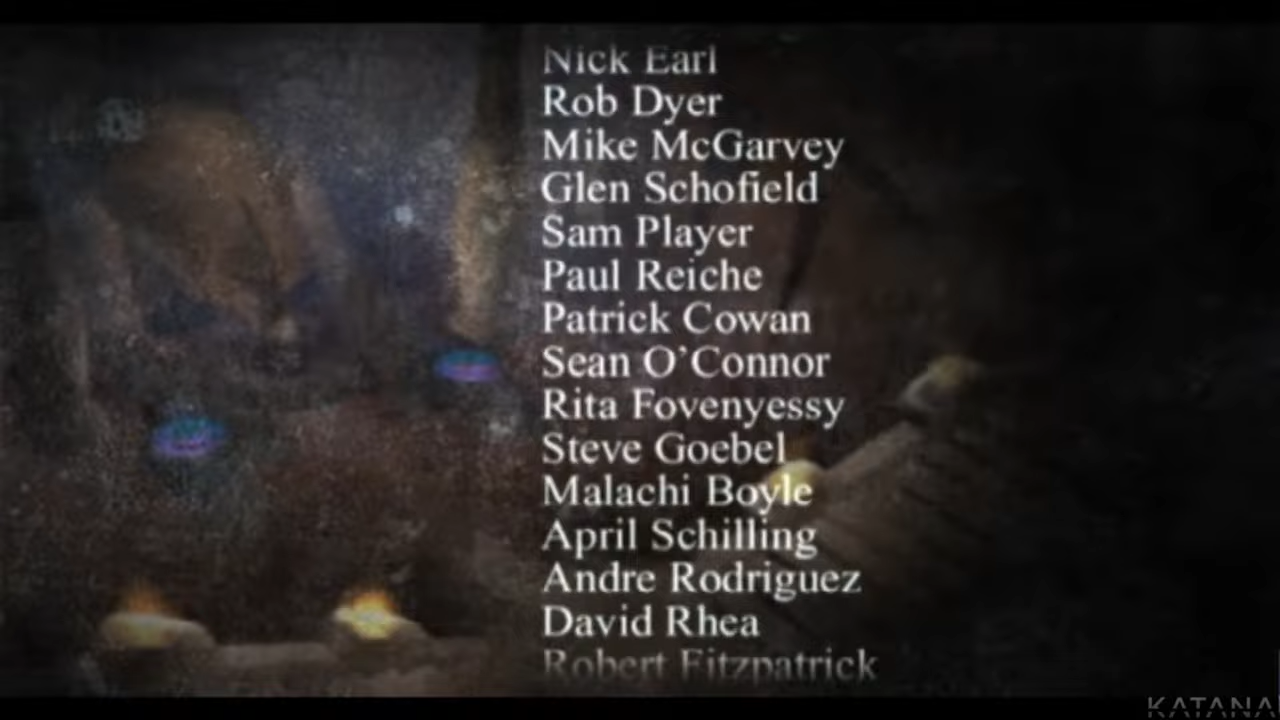 Nick Earl
Rob Dyer
Mike McGarvey
Glen Schofield
Sam Player
Paul Reiche
Patrick Cowan
Sean O'Connor
Rita Fovenyessy
Steve Goebel
Malachi Boyle
April Schilling
Andre Rodriguez
David Rhea
Robert Fitzpatrick
KATANA